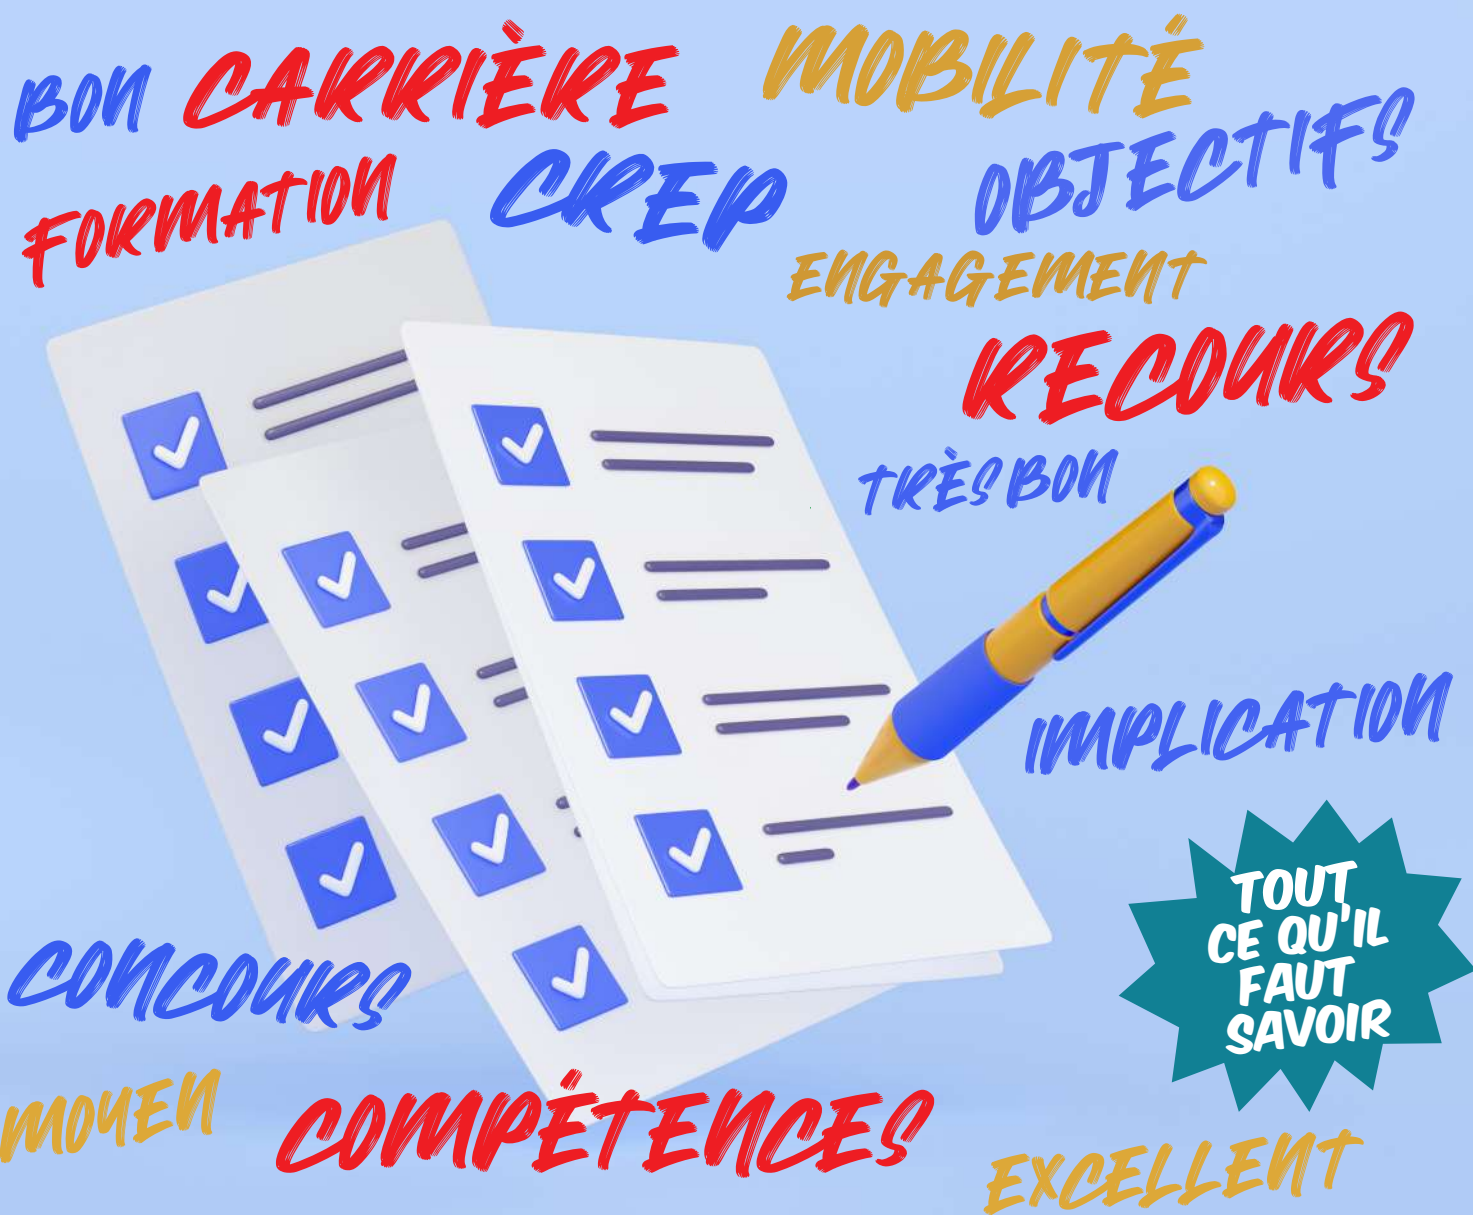 BON
CARRIÈRE
MOBILITÉ
OBJECTIFS
FORMATION
CREP
ENGAGEMENT
RECOURS
TRÈS BON
IMPLICATION
TOUT
CE QU'IL
FAUT
SAVOIR
CONCOURS
MOYEN
COMPÉTENCES
EXCELLENT